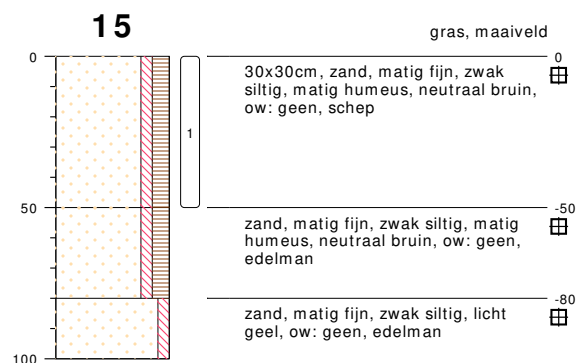 15
gras, maaiveld
0
0
30x30cm, zand, matig fijn, zwak
siltig, matig humeus, neutraal bruin,
ow: geen, schep
1
50
-50
zand, matig fijn, zwak siltig, matig
humeus, neutraal bruin, ow: geen,
edelman
-80
zand, matig fijn, zwak siltig, licht
geel, ow: geen, edelman
100